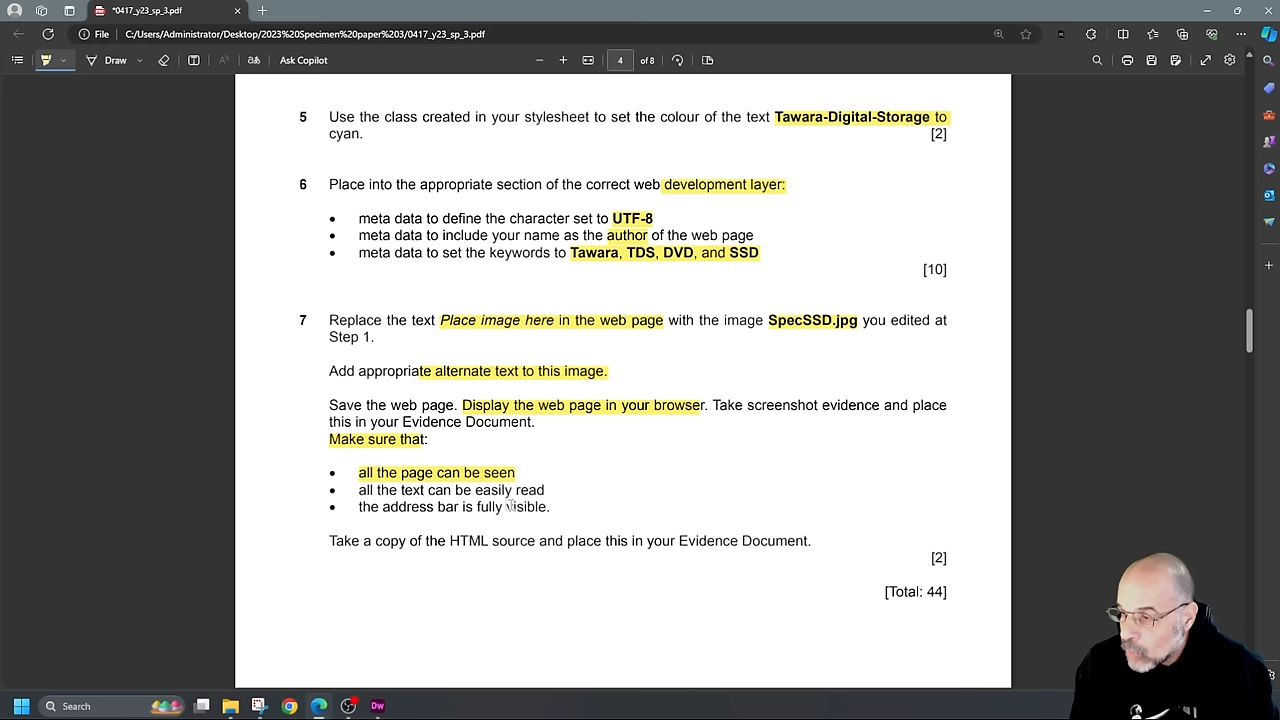 *0417_y23_sp_3.pdf
File
C:/Users/Administrator/Desktop/2023%20Specimen%20paper%203/0417_y23_sp_3.pdf
Draw
Ask Copilot
4
of 8
5 Use the class created in your stylesheet to set the colour of the text Tawara-Digital-Storage to
cyan. [2]
6 Place into the appropriate section of the correct web development layer:
• meta data to define the character set to UTF-8
• meta data to include your name as the author of the web page
• meta data to set the keywords to Tawara, TDS, DVD, and SSD
[10]
7 Replace the text Place image here in the web page with the image SpecSSD.jpg you edited at
Step 1.
Add appropriate alternate text to this image.
Save the web page. Display the web page in your browser. Take screenshot evidence and place
this in your Evidence Document.
Make sure that:
• all the page can be seen
• all the text can be easily read
• the address bar is fully visible.
Take a copy of the HTML source and place this in your Evidence Document.
[2]
[Total: 44]
Search
Dw